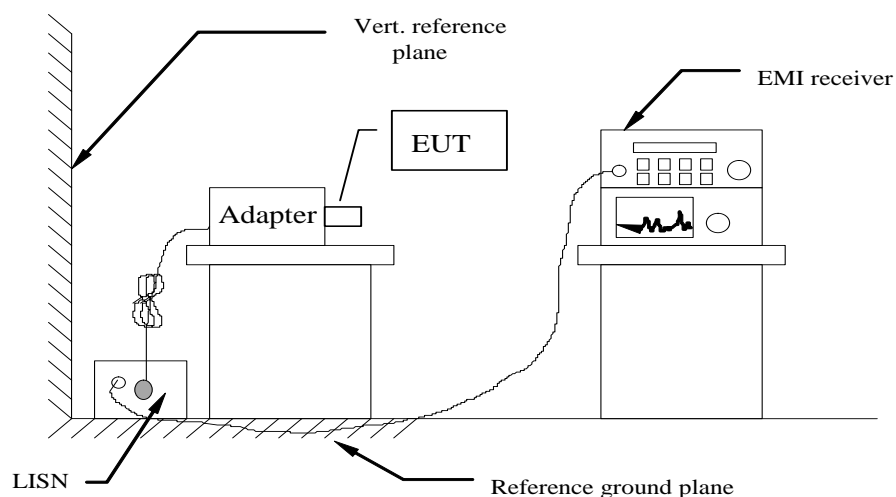 Vert. reference
plane
EMI receiver
EUT
Adapter
LISN
Reference ground plane